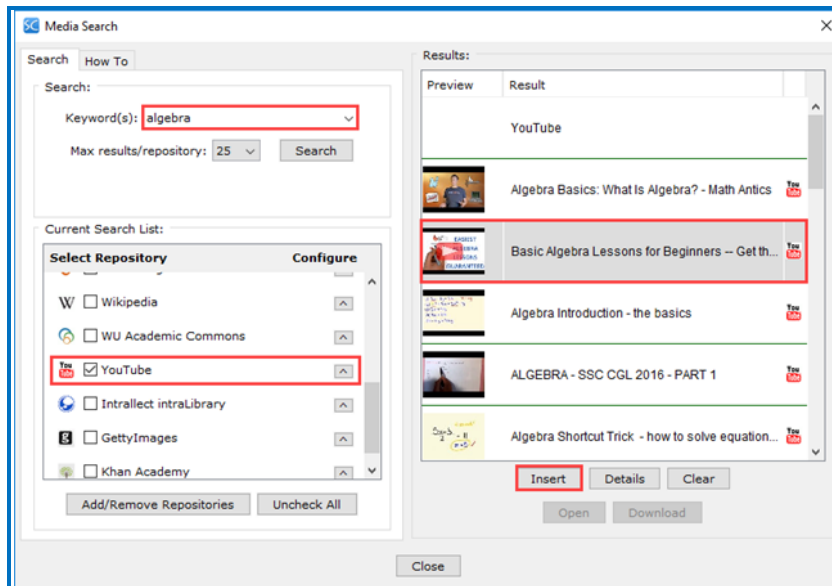 Media Search
Search How To
Search:
Keyword(s): algebra
Max results/repository: 25 Search
Current Search List:
Select Repository Configure
Wikipedia
WU Academic Commons
YouTube
Intrallect intraLibrary
GettyImages
Khan Academy
Add/Remove Repositories Uncheck All
Results:
Preview Result
YouTube
Algebra Basics: What Is Algebra? - Math Antics
Basic Algebra Lessons for Beginners -- Get th...
Algebra Introduction - the basics
ALGEBRA - SSC CGL 2016 - PART 1
Algebra Shortcut Trick - how to solve equation...
Insert Details Clear
Open Download
Close